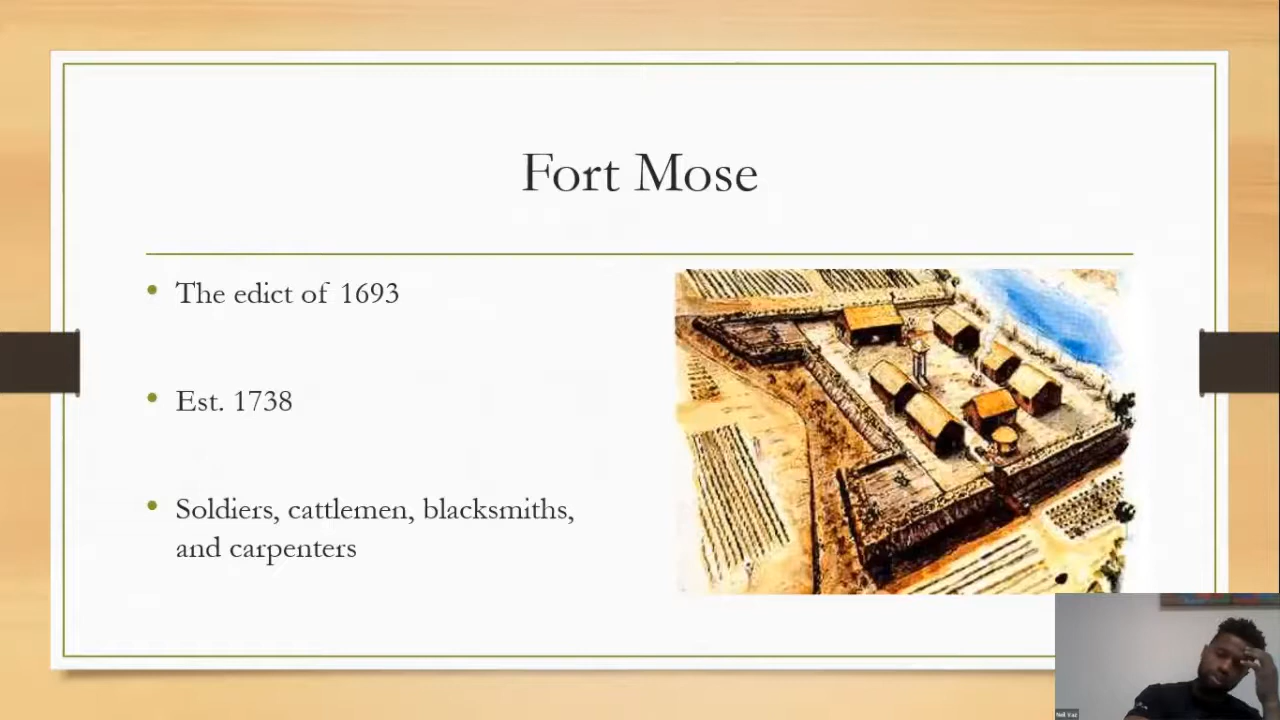 Fort Mose
The edict of 1693
Est. 1738
Soldiers, cattlemen, blacksmiths,
and carpenters